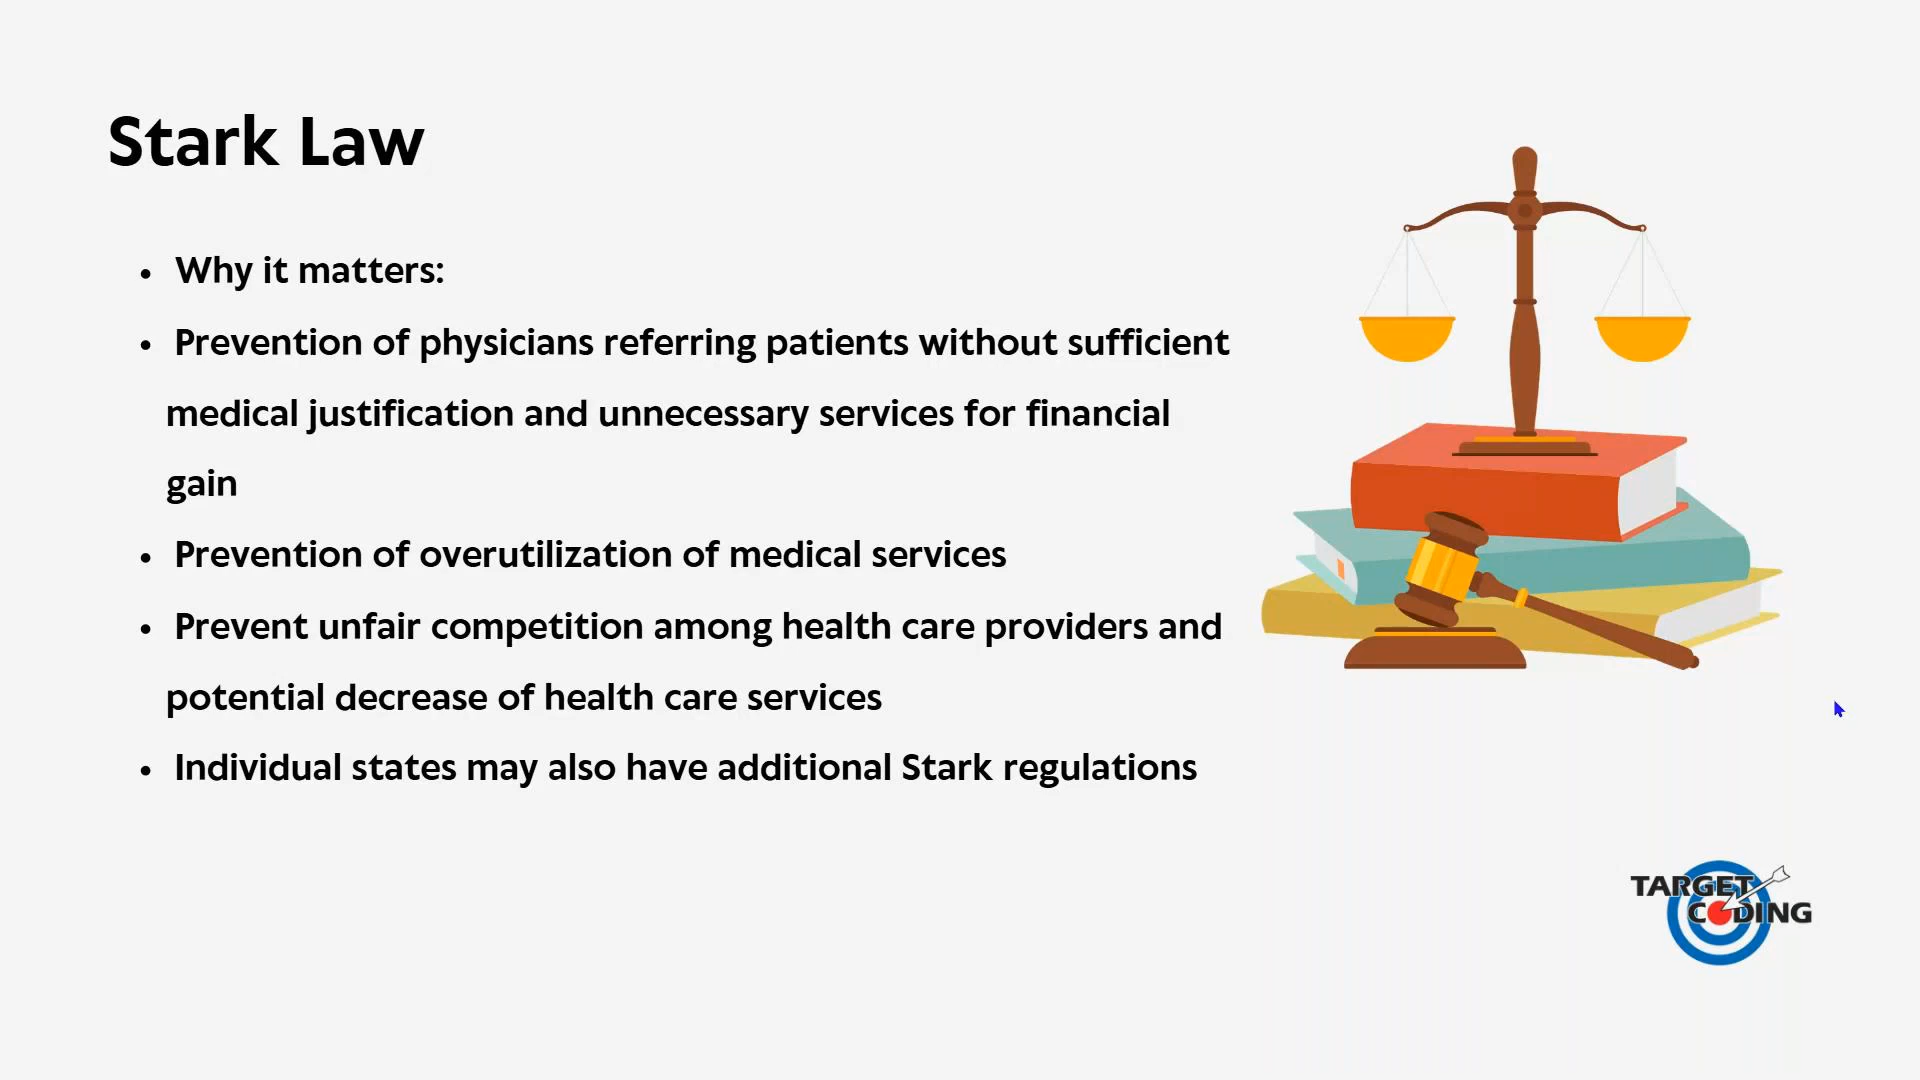 Stark Law
• Why it matters:
• Prevention of physicians referring patients without sufficient
medical justification and unnecessary services for financial
gain
• Prevention of overutilization of medical services
• Prevent unfair competition among health care providers and
potential decrease of health care services
• Individual states may also have additional Stark regulations
TARGET
CODING